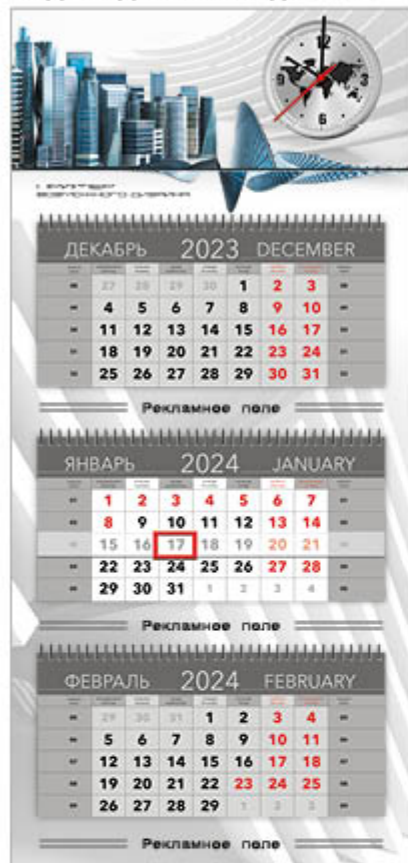 12
9 3
6
ДЕКАБРЬ 2023 DECEMBER
27 28 29 30 1 2 3
4 5 6 7 8 9 10
11 12 13 14 15 16 17
18 19 20 21 22 23 24
25 26 27 28 29 30 31
Рекламное поле
ЯНВАРЬ 2024 JANUARY
1 2 3 4 5 6 7
8 9 10 11 12 13 14
15 16 17 18 19 20 21
22 23 24 25 26 27 28
29 30 31 1 2 3 4
Рекламное поле
ФЕВРАЛЬ 2024 FEBRUARY
29 30 31 1 2 3 4
5 6 7 8 9 10 11
12 13 14 15 16 17 18
19 20 21 22 23 24 25
26 27 28 29 1 2 3
Рекламное поле